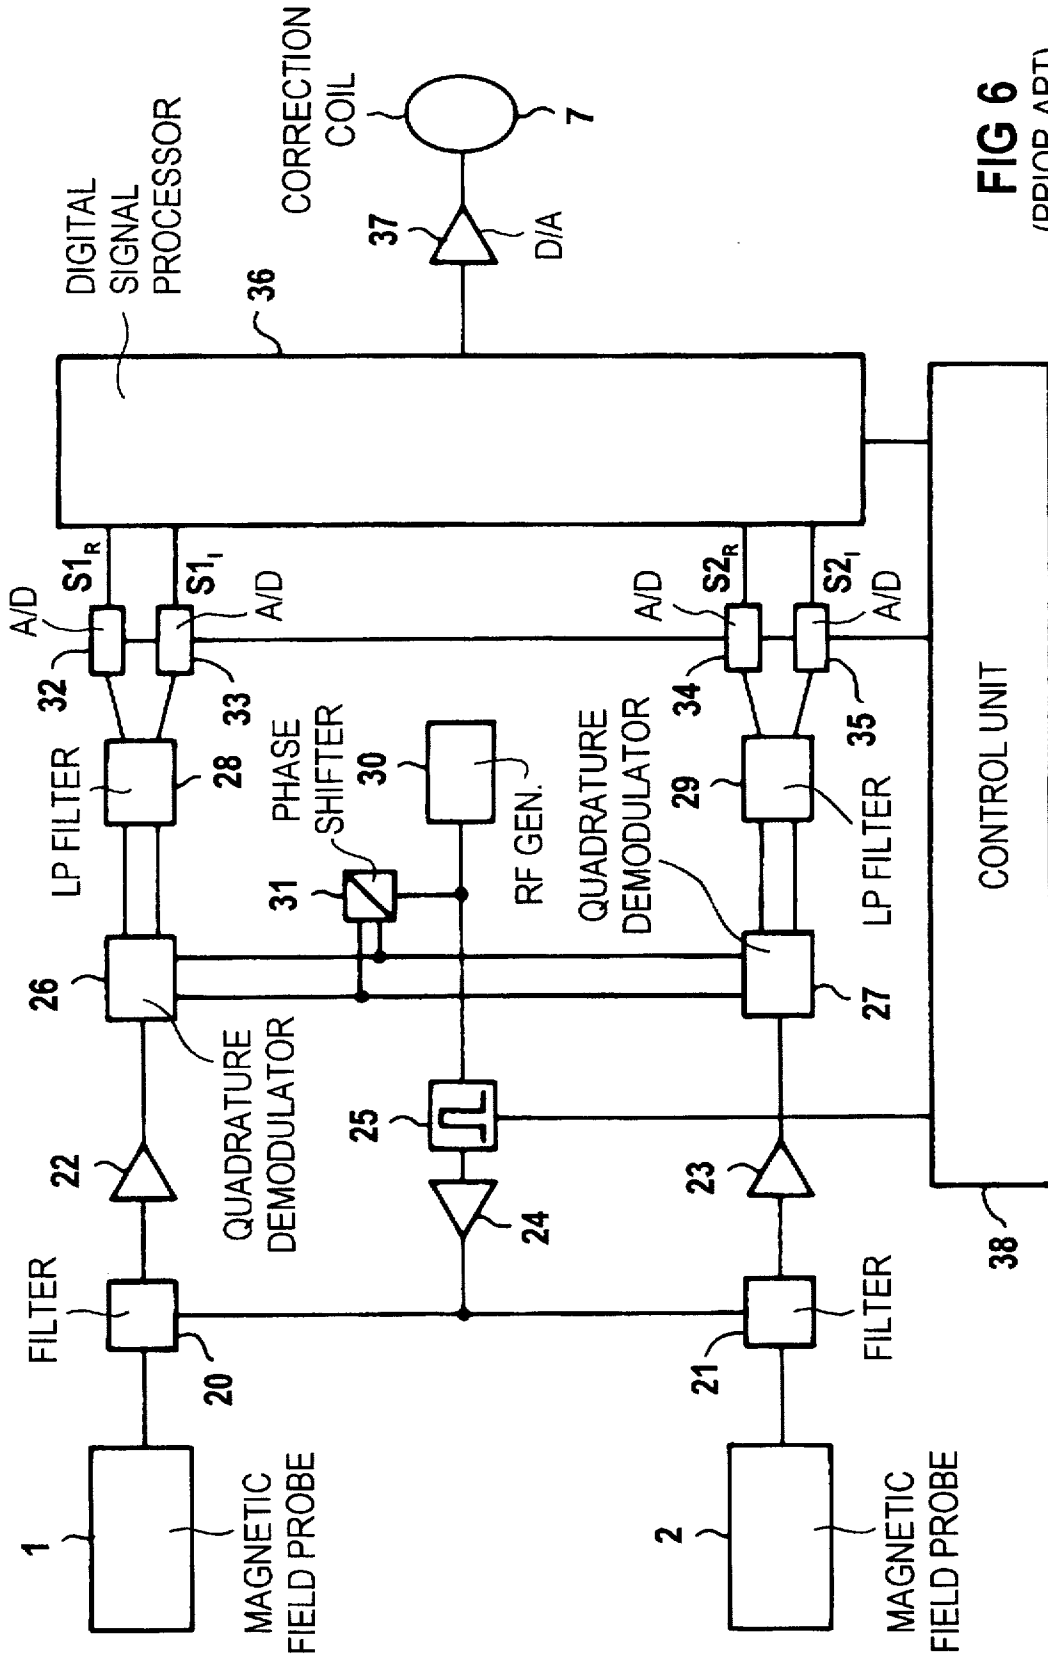 1
MAGNETIC
FIELD PROBE
FILTER
20
22
QUADRATURE
DEMODULATOR
26
LP FILTER
28
A/D
32
33
A/D
S1R
S1I
DIGITAL
SIGNAL
PROCESSOR
36
CORRECTION
COIL
37
D/A
7
24
25
31
PHASE
SHIFTER
30
RF GEN.
2
MAGNETIC
FIELD PROBE
21
FILTER
23
QUADRATURE
DEMODULATOR
27
29
LP FILTER
34
A/D
35
A/D
S2R
S2I
38
CONTROL UNIT
FIG 6
(PRIOR ART)